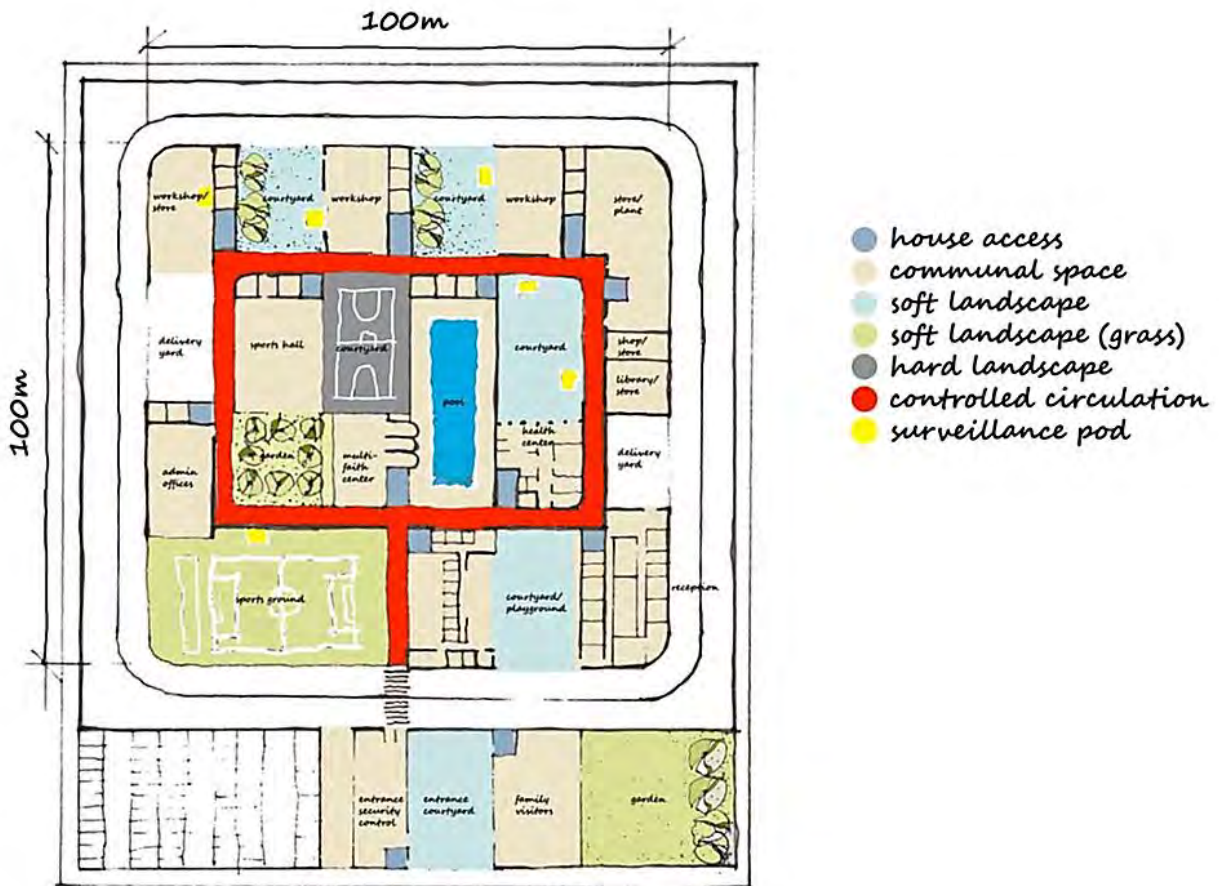 100m
100m
workshop/
store
courtyard
workshop
courtyard
workshop
store/
plant
delivery
yard
sports hall
courtyard
pool
courtyard
shop/
store
library/
store
admin
offices
garden
multi-
faith
center
health
center
delivery
yard
sports ground
courtyard/
playground
reception
entrance
security
control
entrance
courtyard
family
visitors
garden
house access
communal space
soft landscape
soft landscape (grass)
hard landscape
controlled circulation
surveillance pod